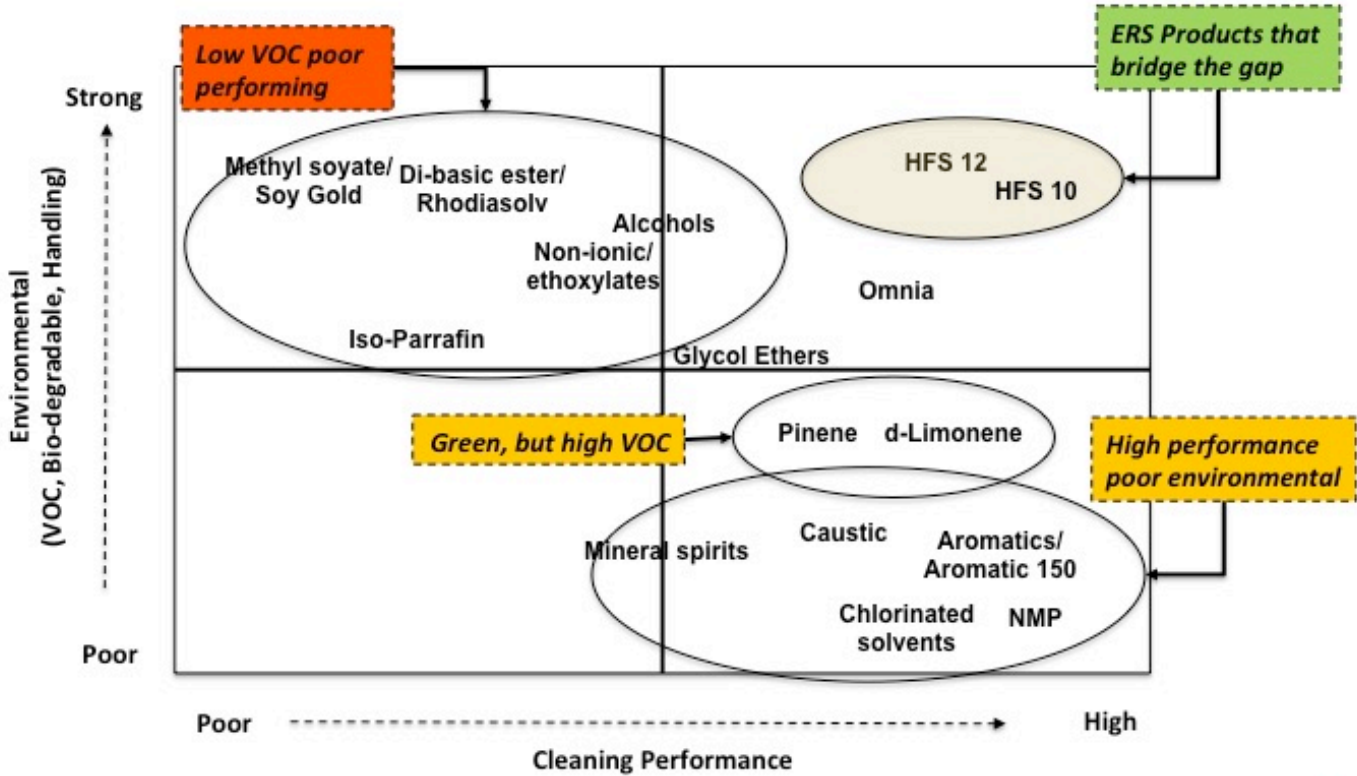 Low VOC poor
performing
ERS Products that
bridge the gap
Strong
Methyl soyate/
Soy Gold
Di-basic ester/
Rhodiasolv
Alcohols
Non-ionic/
ethoxylates
Iso-Parrafin
HFS 12
HFS 10
Omnia
Glycol Ethers
Environmental
(VOC, Bio-degradable, Handling)
Green, but high VOC
Pinene
d-Limonene
High performance
poor environmental
Mineral spirits
Caustic
Aromatics/
Aromatic 150
Chlorinated
solvents
NMP
Poor
Poor
High
Cleaning Performance